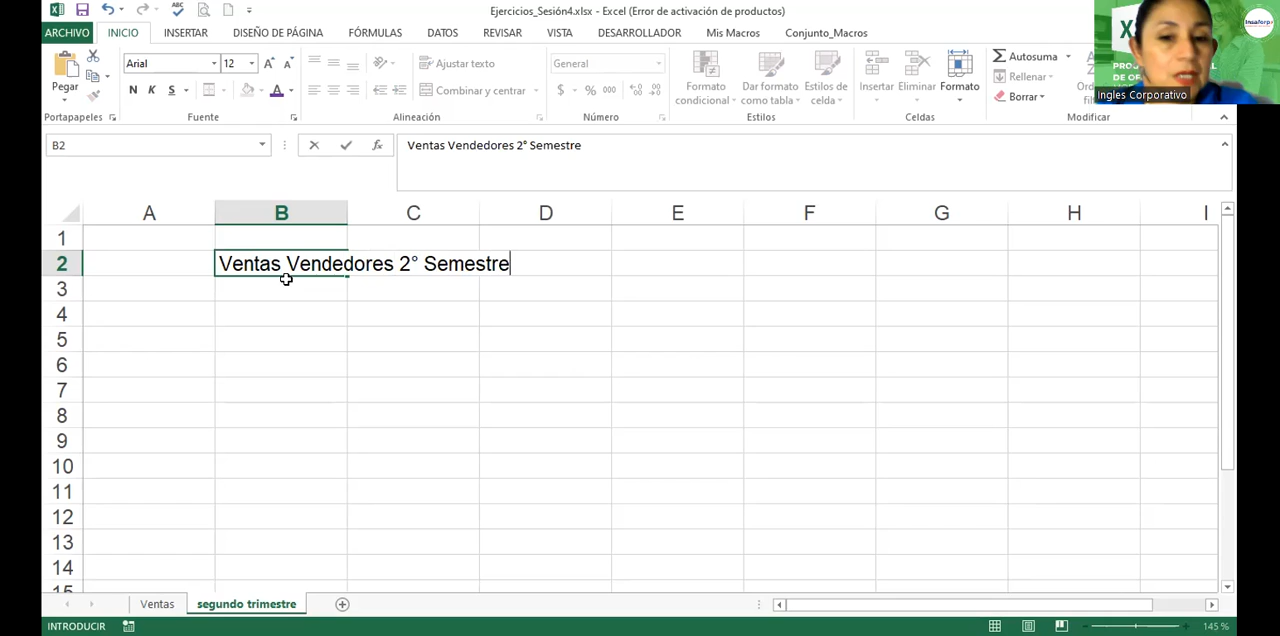 Ejercicios_Sesión4.xlsx - Excel (Error de activación de productos)
ARCHIVO INICIO INSERTAR DISEÑO DE PÁGINA FÓRMULAS DATOS REVISAR VISTA DESARROLLADOR Mis Macros Conjunto_Macros
Pegar
Arial 12
N K S
Ajustar texto
Combinar y centrar
General
$ % 000
Formato condicional
Dar formato como tabla
Estilos de celda
Insertar Eliminar Formato
Autosuma
Rellenar
Borrar
Portapapeles Fuente Alineación Número Estilos Celdas Modificar
Ingles Corporativo
B2
fx
Ventas Vendedores 2° Semestre
A B C D E F G H I
1
2 Ventas Vendedores 2° Semestre
3
4
5
6
7
8
9
10
11
12
13
14
15
Ventas segundo trimestre
INTRODUCIR
145 %